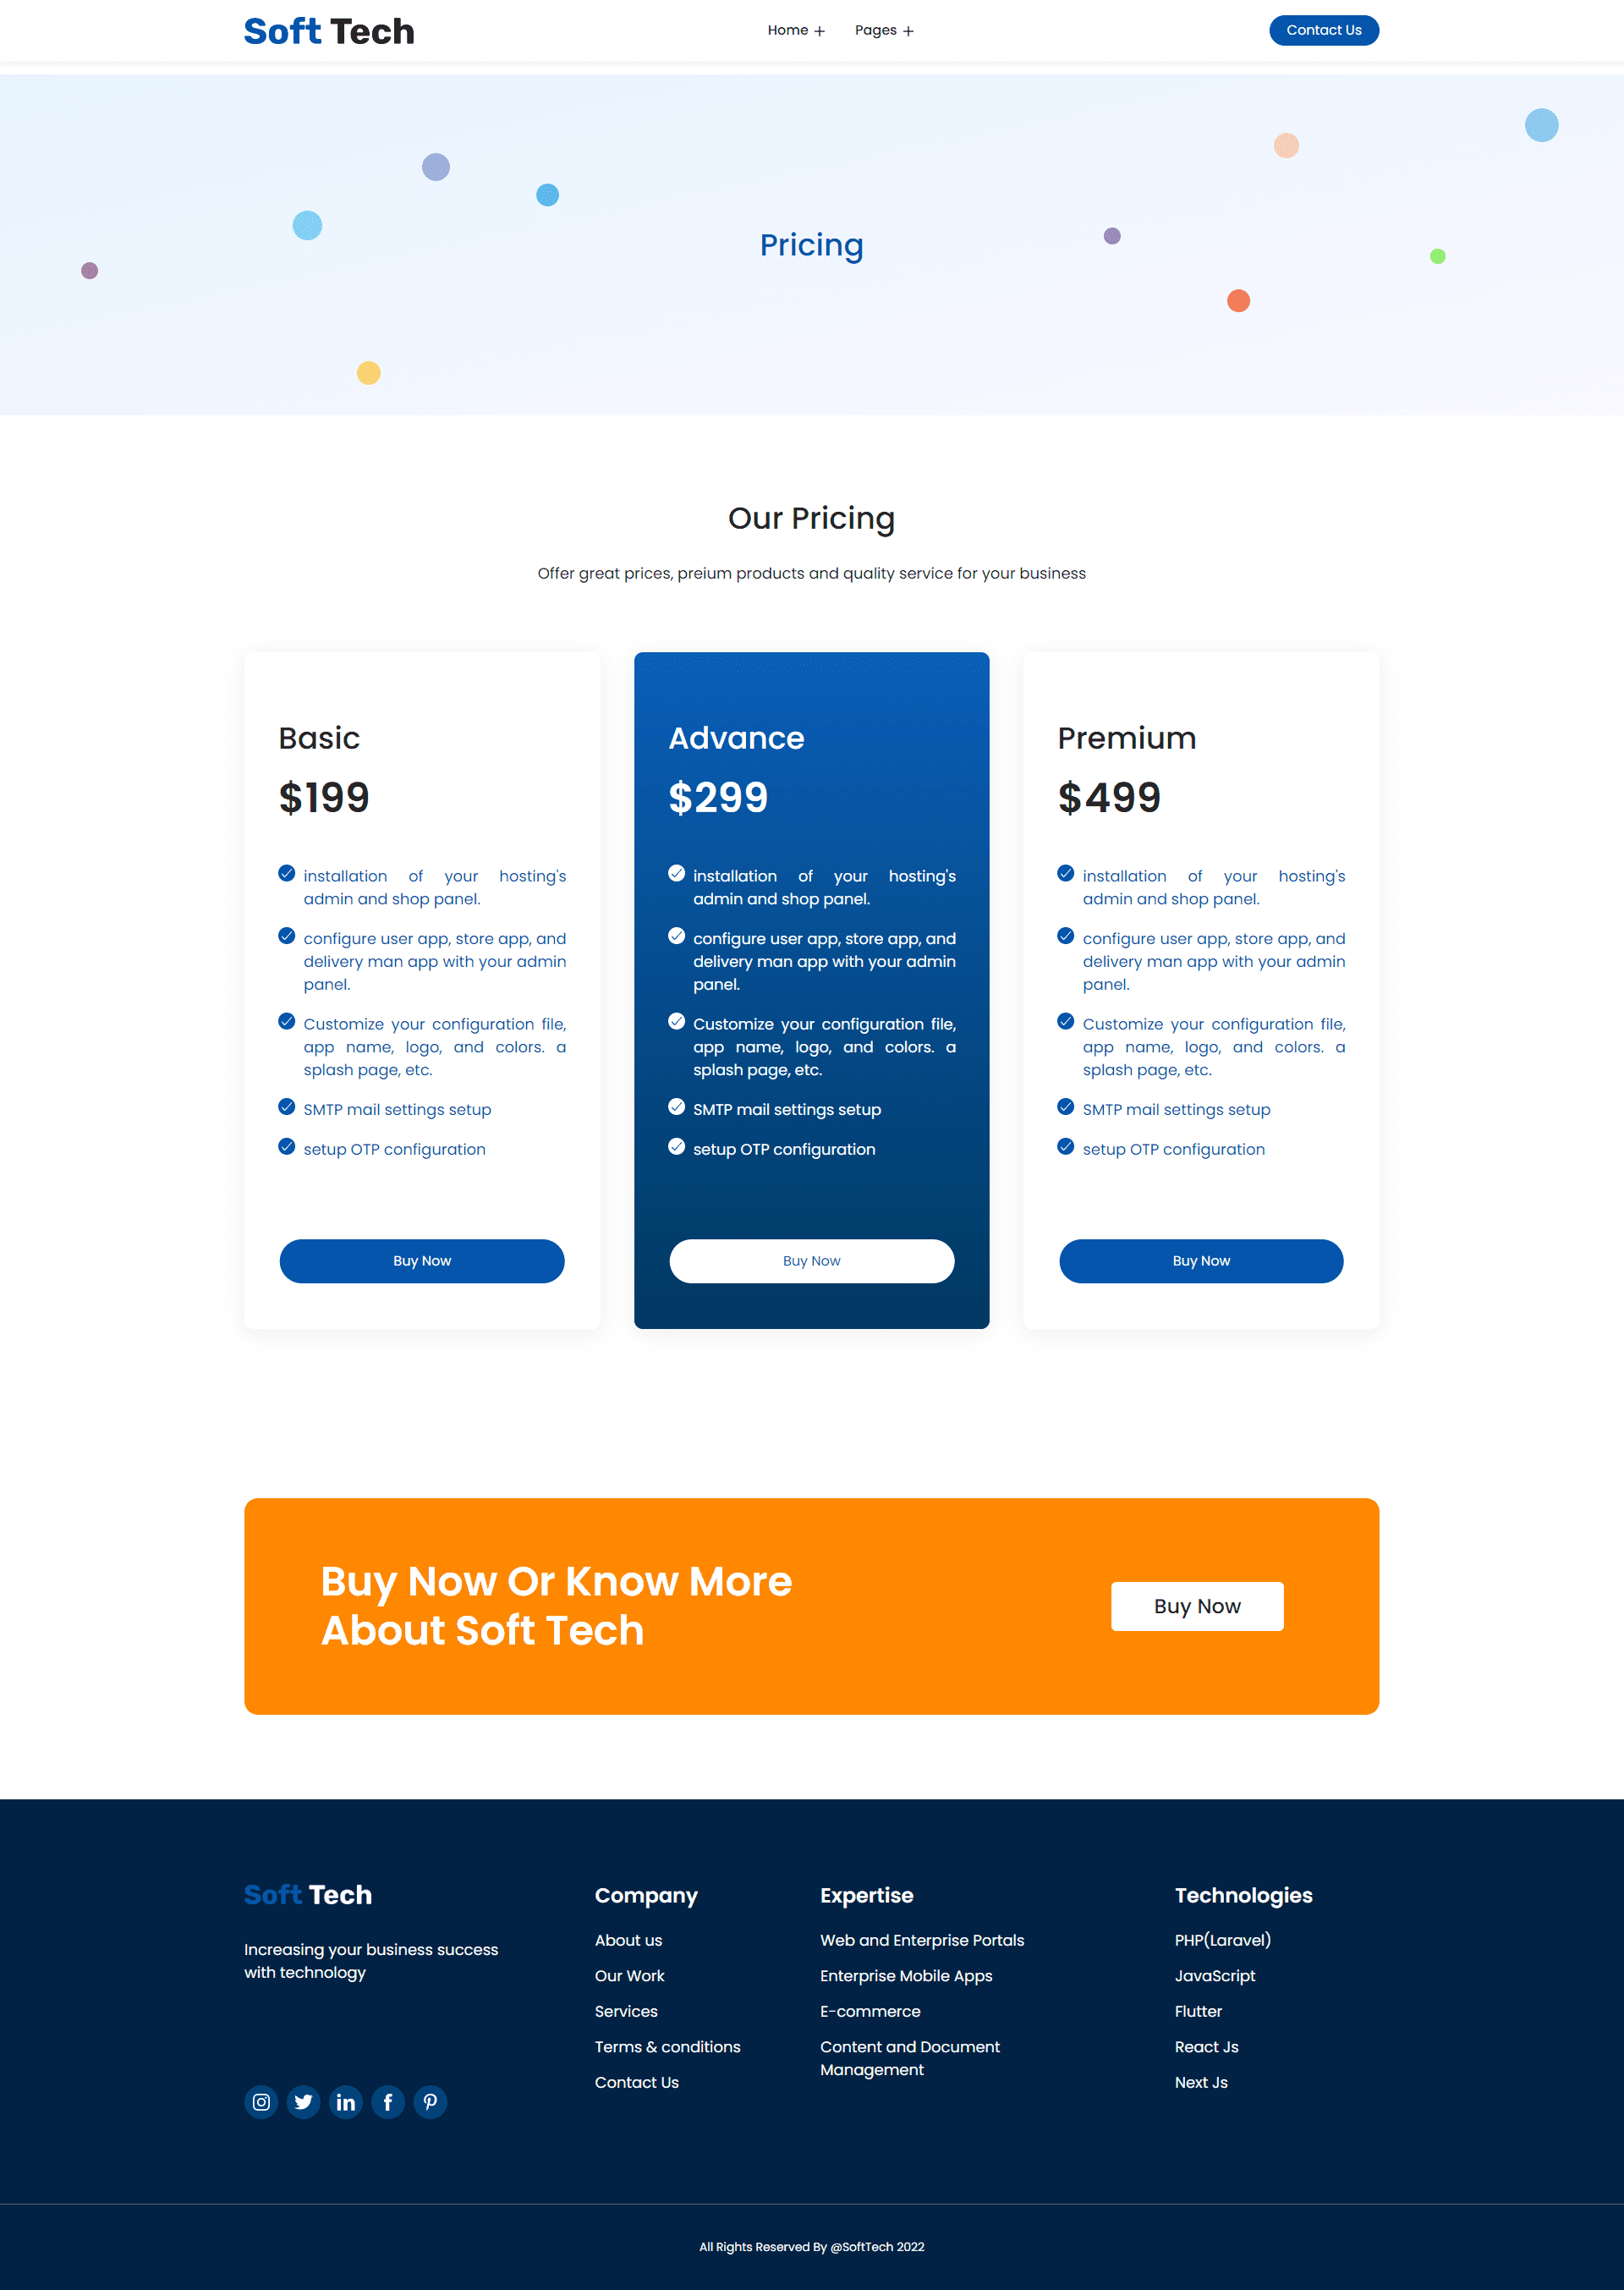 Soft Tech
Home +
Pages +
Contact Us
Pricing
Our Pricing
Offer great prices, preium products and quality service for your business
Basic
$199
installation of your hosting's
admin and shop panel.
configure user app, store app, and
delivery man app with your admin
panel.
Customize your configuration file,
app name, logo, and colors. a
splash page, etc.
SMTP mail settings setup
setup OTP configuration
Buy Now
Advance
$299
installation of your hosting's
admin and shop panel.
configure user app, store app, and
delivery man app with your admin
panel.
Customize your configuration file,
app name, logo, and colors. a
splash page, etc.
SMTP mail settings setup
setup OTP configuration
Buy Now
Premium
$499
installation of your hosting's
admin and shop panel.
configure user app, store app, and
delivery man app with your admin
panel.
Customize your configuration file,
app name, logo, and colors. a
splash page, etc.
SMTP mail settings setup
setup OTP configuration
Buy Now
Buy Now Or Know More
About Soft Tech
Buy Now
Soft Tech
Increasing your business success
with technology
Company
About us
Our Work
Services
Terms & conditions
Contact Us
Expertise
Web and Enterprise Portals
Enterprise Mobile Apps
E-commerce
Content and Document
Management
Technologies
PHP(Laravel)
JavaScript
Flutter
React Js
Next Js
All Rights Reserved By @SoftTech 2022